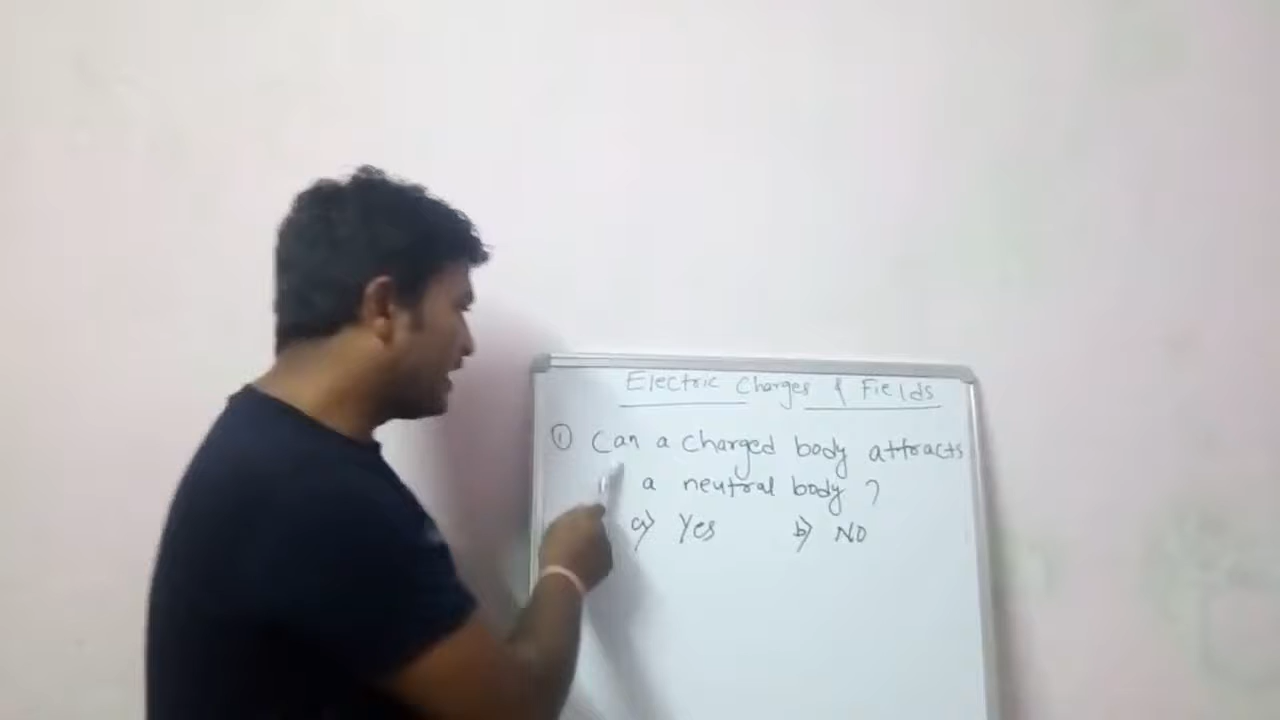 Electric Charges & Fields
① Can a charged body attracts
a neutral body ?
a) Yes b) NO